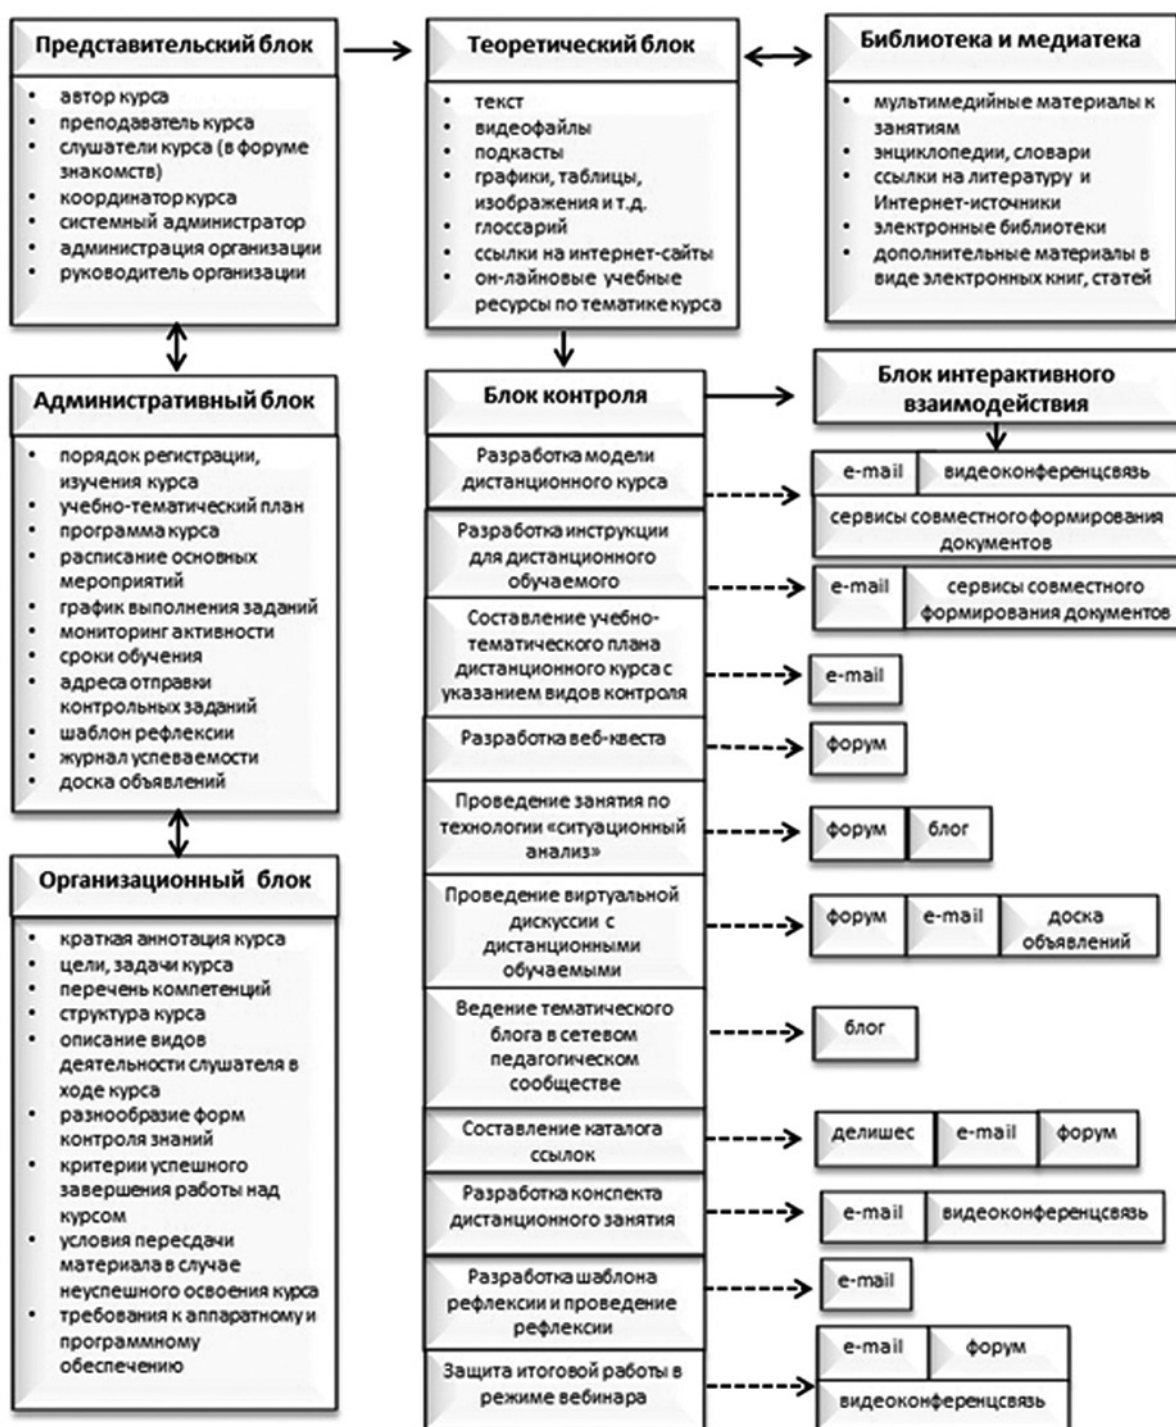 Представительский блок
автор курса
преподаватель курса
слушатели курса (в форуме
знакомств)
координатор курса
системный администратор
администрация организации
руководитель организации
Теоретический блок
текст
видеофайлы
подкасты
графики, таблицы,
изображения и т.д.
глоссарий
ссылки на интернет-сайты
он-лайновые учебные
ресурсы по тематике курса
Библиотека и медиатека
мультимедийные материалы к
занятиям
энциклопедии, словари
ссылки на литературу и
Интернет-источники
электронные библиотеки
дополнительные материалы в
виде электронных книг, статей
Административный блок
порядок регистрации,
изучения курса
учебно-тематический план
программа курса
расписание основных
мероприятий
график выполнения заданий
мониторинг активности
сроки обучения
адреса отправки
контрольных заданий
шаблон рефлексии
журнал успеваемости
доска объявлений
Организационный блок
краткая аннотация курса
цели, задачи курса
перечень компетенций
структура курса
описание видов
деятельности слушателя в
ходе курса
разнообразие форм
контроля знаний
критерии успешного
завершения работы над
курсом
условия пересдачи
материала в случае
неуспешного освоения курса
требования к аппаратному и
программному
обеспечению
Блок контроля
Блок интерактивного
взаимодействия
Разработка модели
дистанционного курса
e-mail видеоконференцсвязь
сервисы совместного формирования
документов
Разработка инструкции
для дистанционного
обучаемого
e-mail сервисы совместного
формирования документов
Составление учебно-
тематического плана
дистанционного курса с
указанием видов контроля
e-mail
Разработка веб-квеста
форум
Проведение занятия по
технологии «ситуационный
анализ»
форум блог
Проведение виртуальной
дискуссии с
дистанционными
обучаемыми
форум e-mail доска
объявлений
Ведение тематического
блога в сетевом
педагогическом
сообществе
блог
Составление каталога
ссылок
делишес e-mail форум
Разработка конспекта
дистанционного занятия
e-mail видеоконференцсвязь
Разработка шаблона
рефлексии и проведение
рефлексии
e-mail
Защита итоговой работы в
режиме вебинара
e-mail форум
видеоконференцсвязь